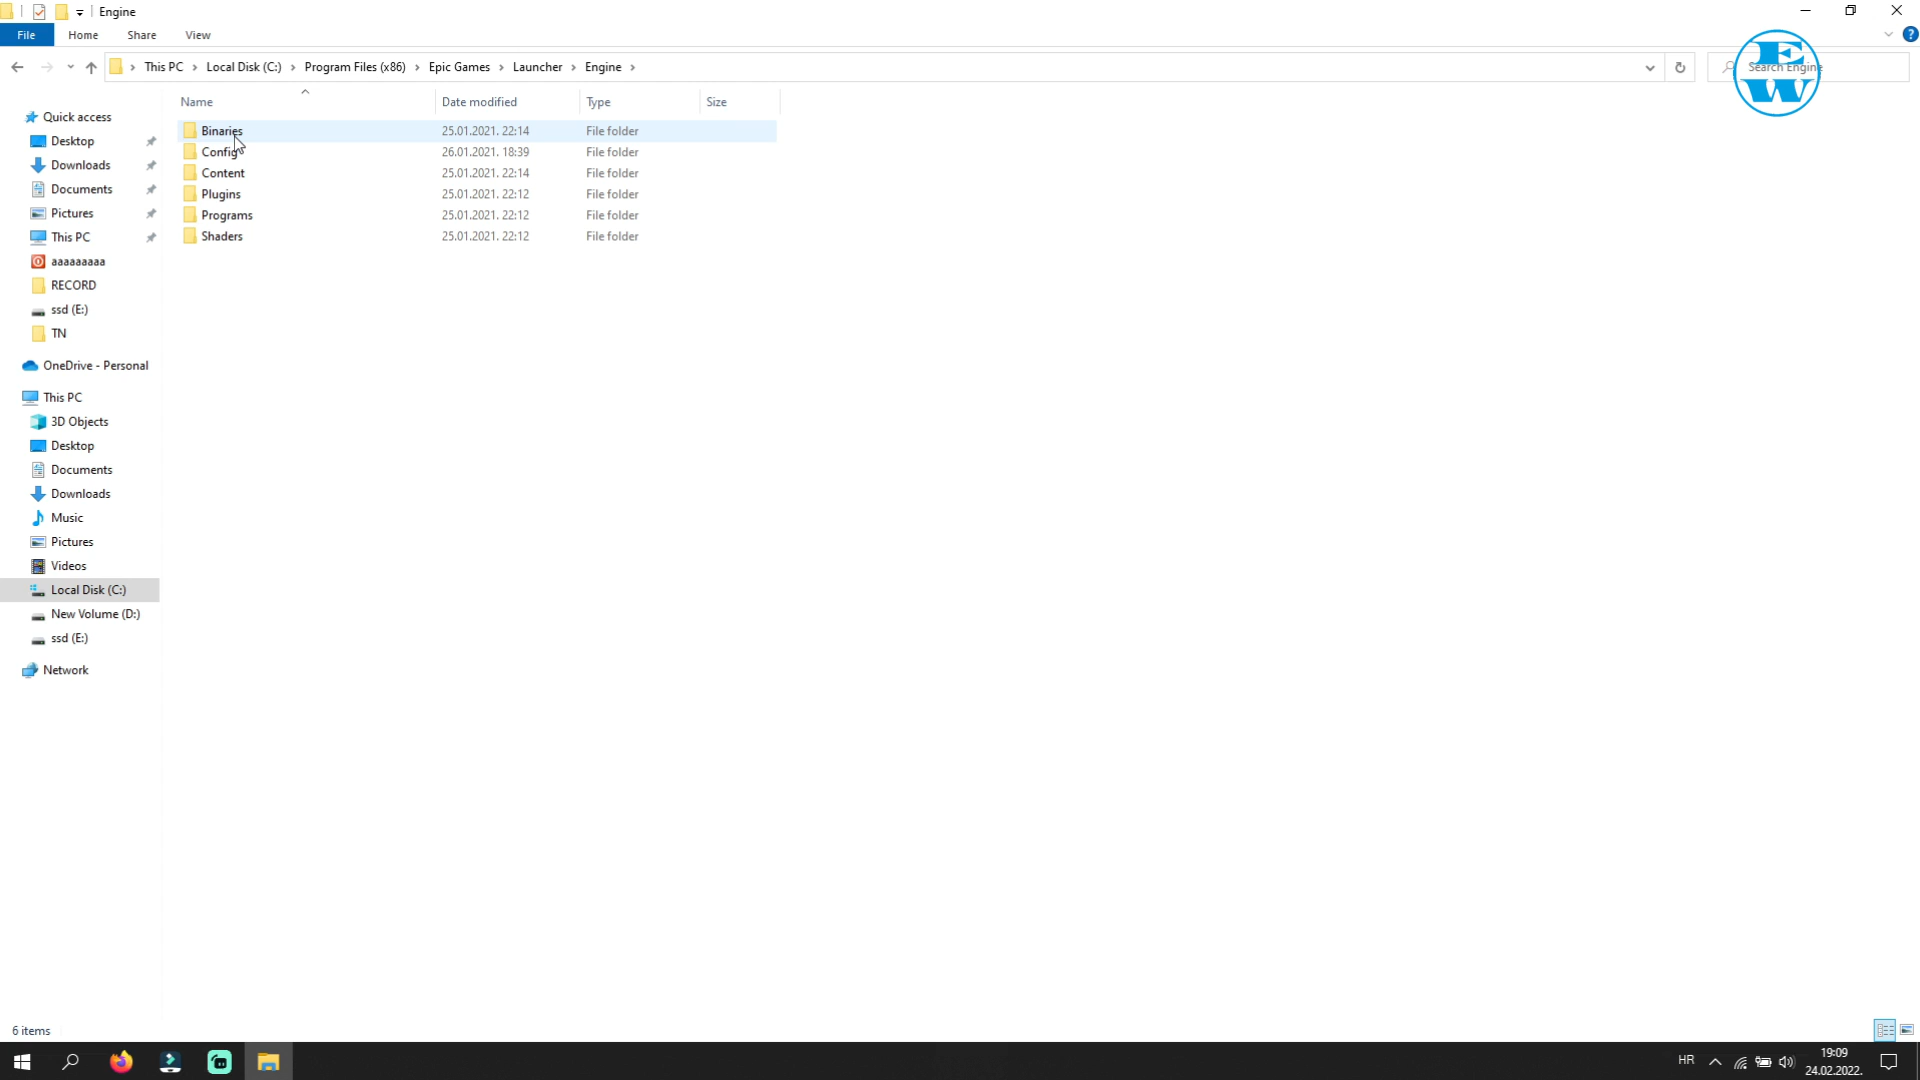 Engine
File Home Share View
This PC > Local Disk (C:) > Program Files (x86) > Epic Games > Launcher > Engine >
Search Engine
EW
Name Date modified Type Size
Binaries 25.01.2021. 22:14 File folder
Config 26.01.2021. 18:39 File folder
Content 25.01.2021. 22:14 File folder
Plugins 25.01.2021. 22:12 File folder
Programs 25.01.2021. 22:12 File folder
Shaders 25.01.2021. 22:12 File folder
Quick access
Desktop
Downloads
Documents
Pictures
This PC
aaaaaaaaa
RECORD
ssd (E:)
TN
OneDrive - Personal
This PC
3D Objects
Desktop
Documents
Downloads
Music
Pictures
Videos
Local Disk (C:)
New Volume (D:)
ssd (E:)
Network
6 items
HR
19:09
24.02.2022.